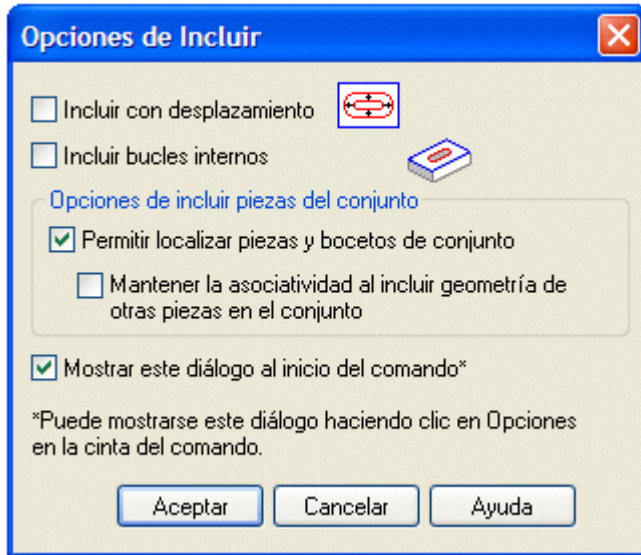 Opciones de Incluir
Incluir con desplazamiento
Incluir bucles internos
Opciones de incluir piezas del conjunto
Permitir localizar piezas y bocetos de conjunto
Mantener la asociatividad al incluir geometría de
otras piezas en el conjunto
Mostrar este diálogo al inicio del comando*
*Puede mostrarse este diálogo haciendo clic en Opciones
en la cinta del comando.
Aceptar Cancelar Ayuda